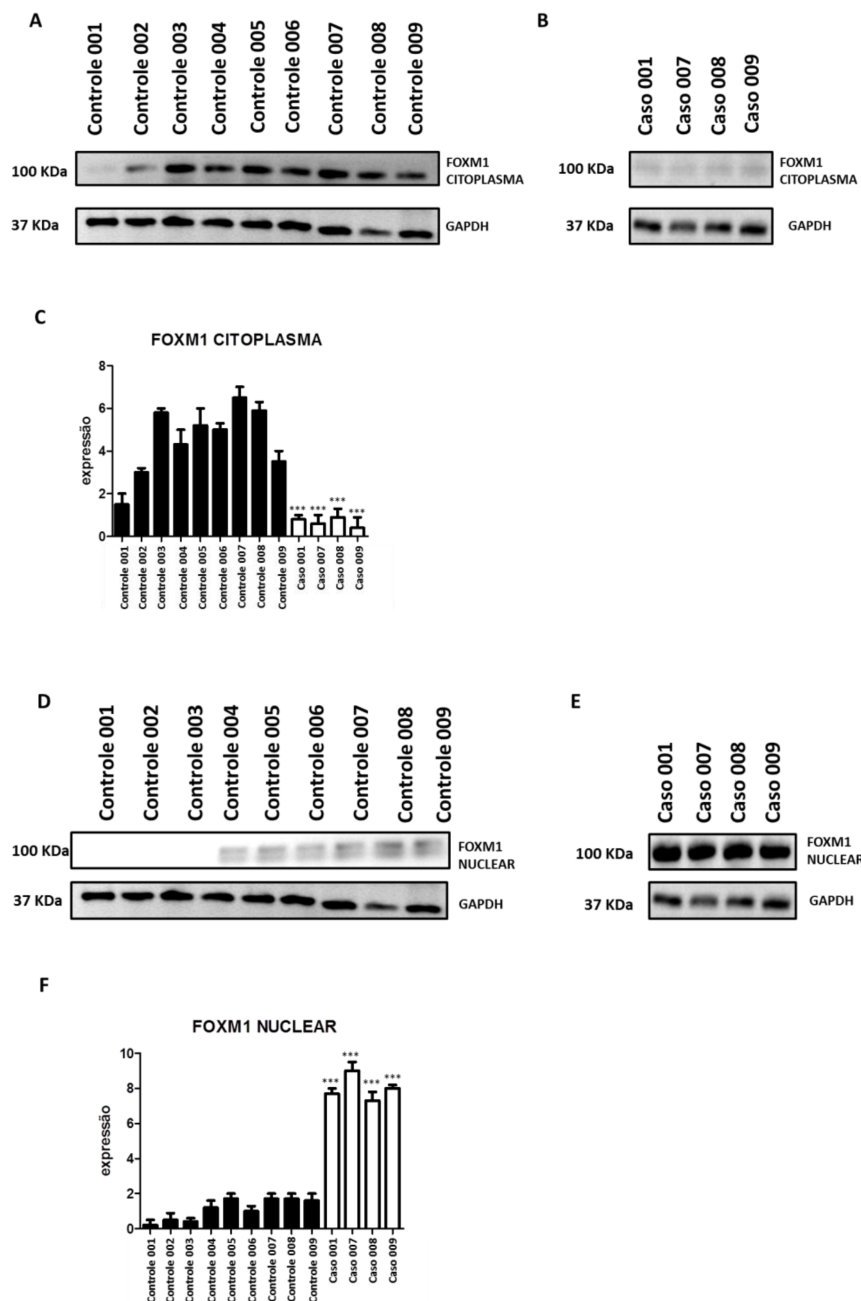 A
Controle 001
Controle 002
Controle 003
Controle 004
Controle 005
Controle 006
Controle 007
Controle 008
Controle 009
100 KDa
FOXM1
CITOPLASMA
37 KDa
GAPDH
B
Caso 001
Caso 007
Caso 008
Caso 009
100 KDa
FOXM1
CITOPLASMA
37 KDa
GAPDH
C
FOXM1 CITOPLASMA
expressão
8
6
4
2
0
***
***
***
***
Controle 001
Controle 002
Controle 003
Controle 004
Controle 005
Controle 006
Controle 007
Controle 008
Controle 009
Caso 001
Caso 007
Caso 008
Caso 009
D
Controle 001
Controle 002
Controle 003
Controle 004
Controle 005
Controle 006
Controle 007
Controle 008
Controle 009
100 KDa
FOXM1
NUCLEAR
37 KDa
GAPDH
E
Caso 001
Caso 007
Caso 008
Caso 009
100 KDa
FOXM1
NUCLEAR
37 KDa
GAPDH
F
FOXM1 NUCLEAR
expressão
10
8
6
4
2
0
***
***
***
***
Controle 001
Controle 002
Controle 003
Controle 004
Controle 005
Controle 006
Controle 007
Controle 008
Controle 009
Caso 001
Caso 007
Caso 008
Caso 009